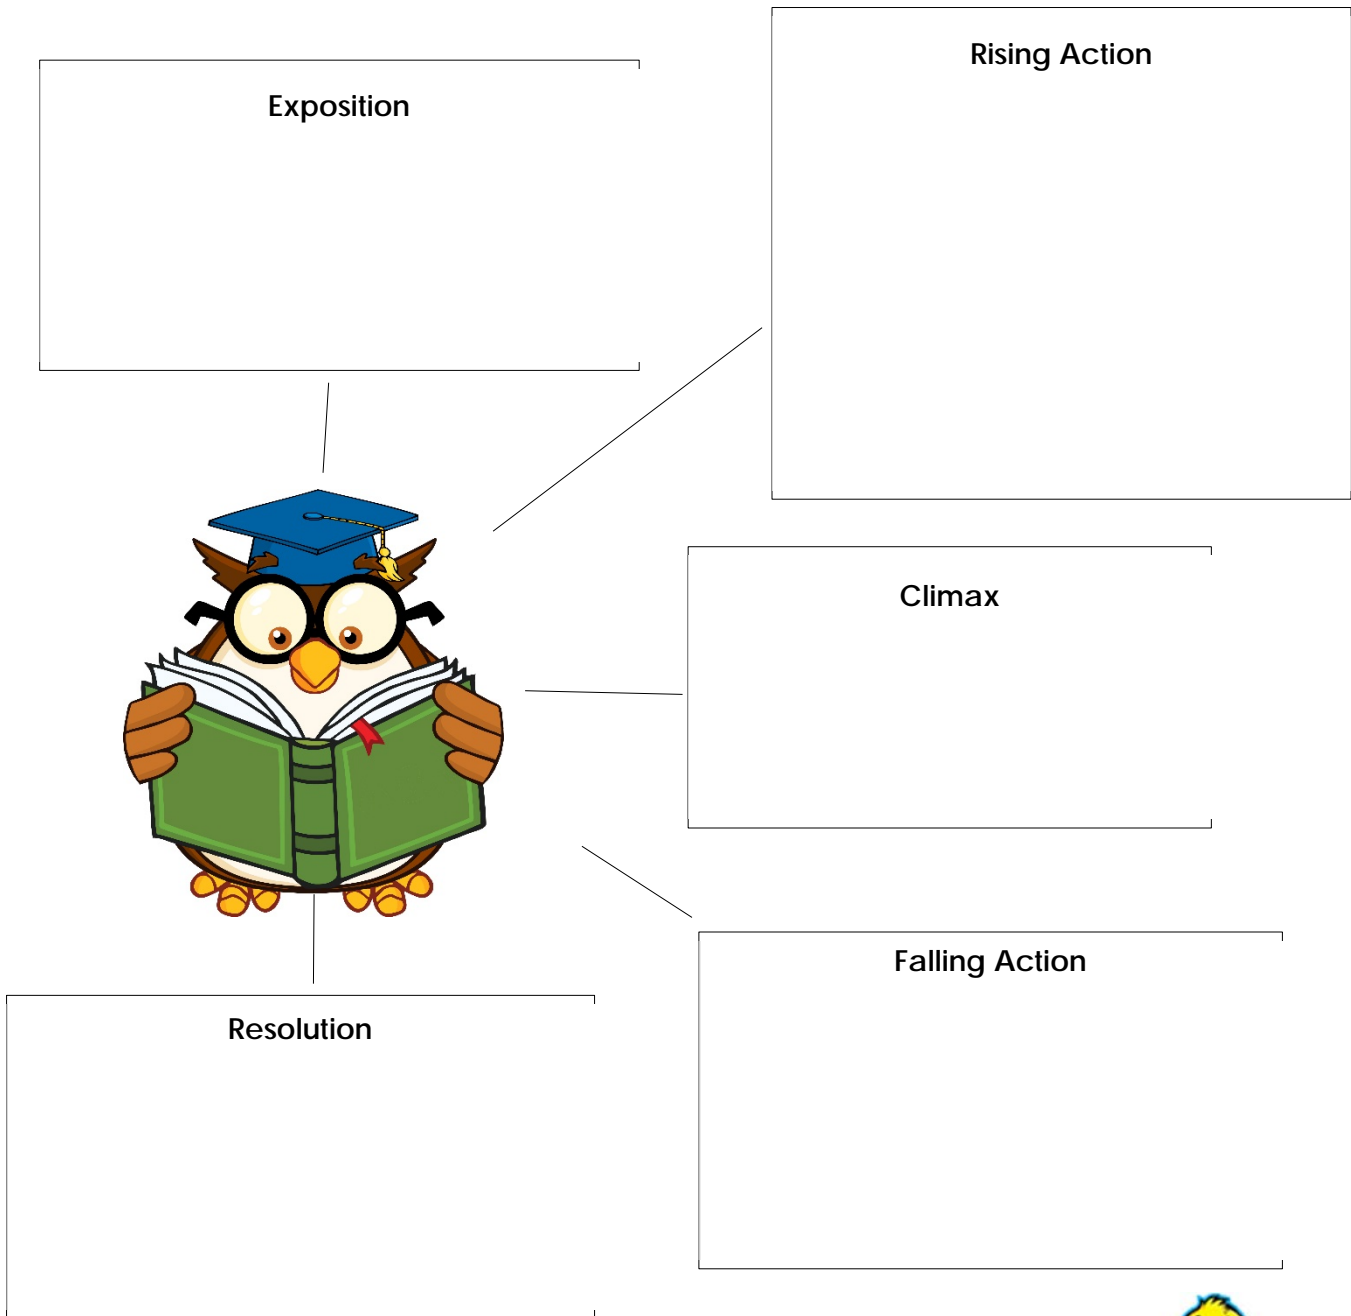 Exposition
Rising Action
Climax
Falling Action
Resolution